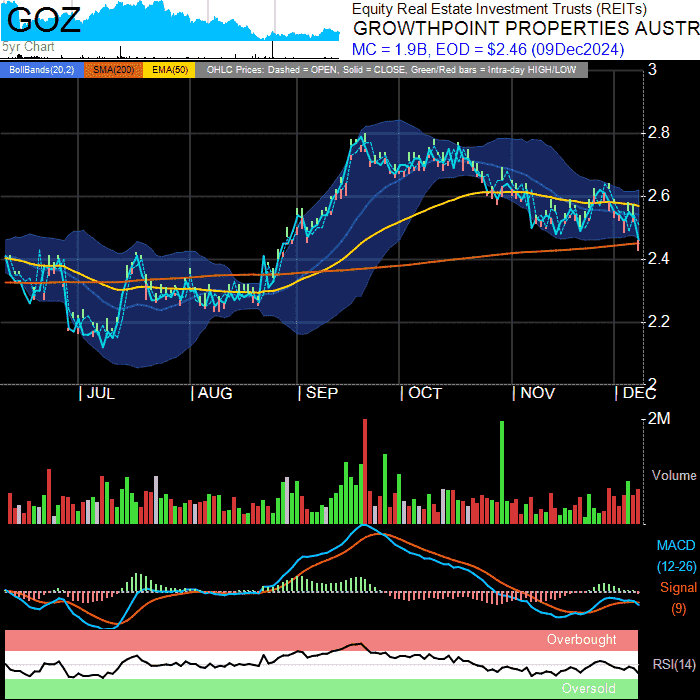 GOZ
5yr Chart
Equity Real Estate Investment Trusts (REITs)
GROWTHPOINT PROPERTIES AUSTR
MC = 1.9B, EOD = $2.46 (09Dec2024)
BollBands(20,2) SMA(200) EMA(50) OHLC Prices: Dashed = OPEN, Solid = CLOSE, Green/Red bars = Intra-day HIGH/LOW
3
2.8
2.6
2.4
2.2
2
| JUL | AUG | SEP | OCT | NOV | DEC
2M
Volume
MACD
(12-26)
Signal
(9)
Overbought
RSI(14)
Oversold